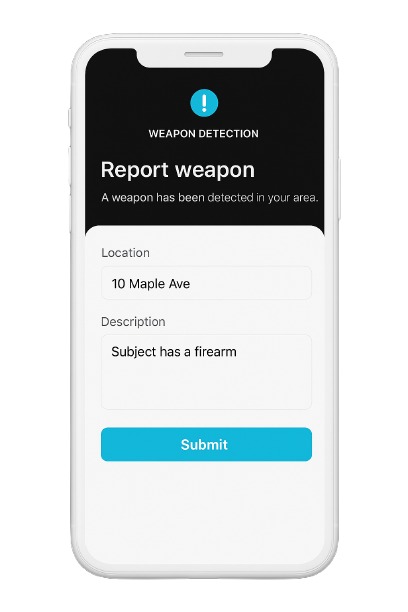 WEAPON DETECTION
Report weapon
A weapon has been detected in your area.
Location
10 Maple Ave
Description
Subject has a firearm
Submit